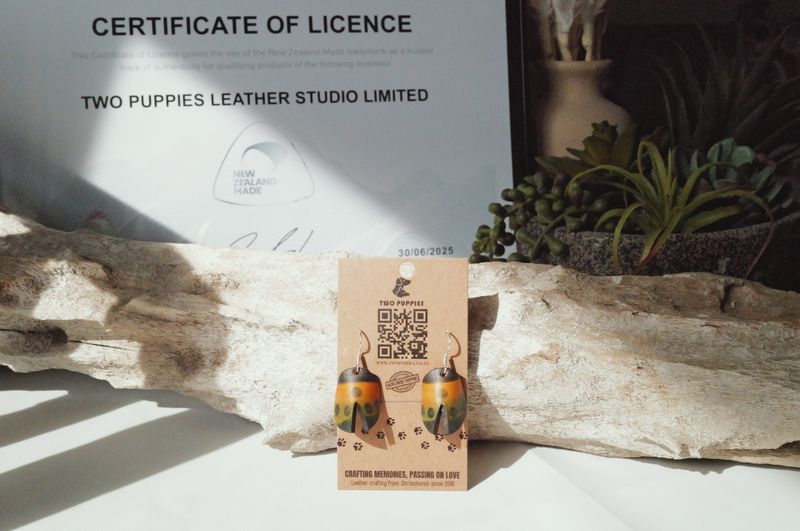 CERTIFICATE OF LICENCE
This Certificate of Licence grants the use of the New Zealand Made trademark as a trusted
mark of authenticity for qualifying products of the following business
TWO PUPPIES LEATHER STUDIO LIMITED
NEW
ZEALAND
MADE
30/06/2025
TWO PUPPIES
CRAFTING MEMORIES, PASSING ON LOVE
Leather crafting from Christchurch since 2016